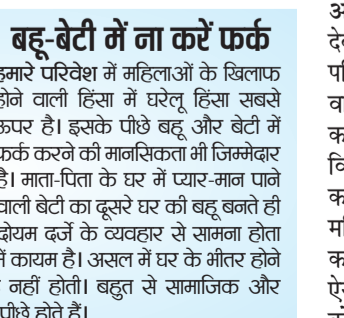 बहू-बेटी में ना करें फर्क
हमारे परिवेश में महिलाओं के खिलाफ
होने वाली हिंसा में घरेलू हिंसा सबसे
ऊपर है। इसके पीछे बहू और बेटी में
फर्क करने की मानसिकता भी जिम्मेदार
है। माता-पिता के घर में प्यार-मान पाने
वाली बेटी का दूसरे घर की बहू बनते ही
दोयम दर्जे के व्यवहार से सामना होता
में कायम है। असल में घर के भीतर होने
नहीं होती। बहुत से सामाजिक और
पीछे होते हैं।